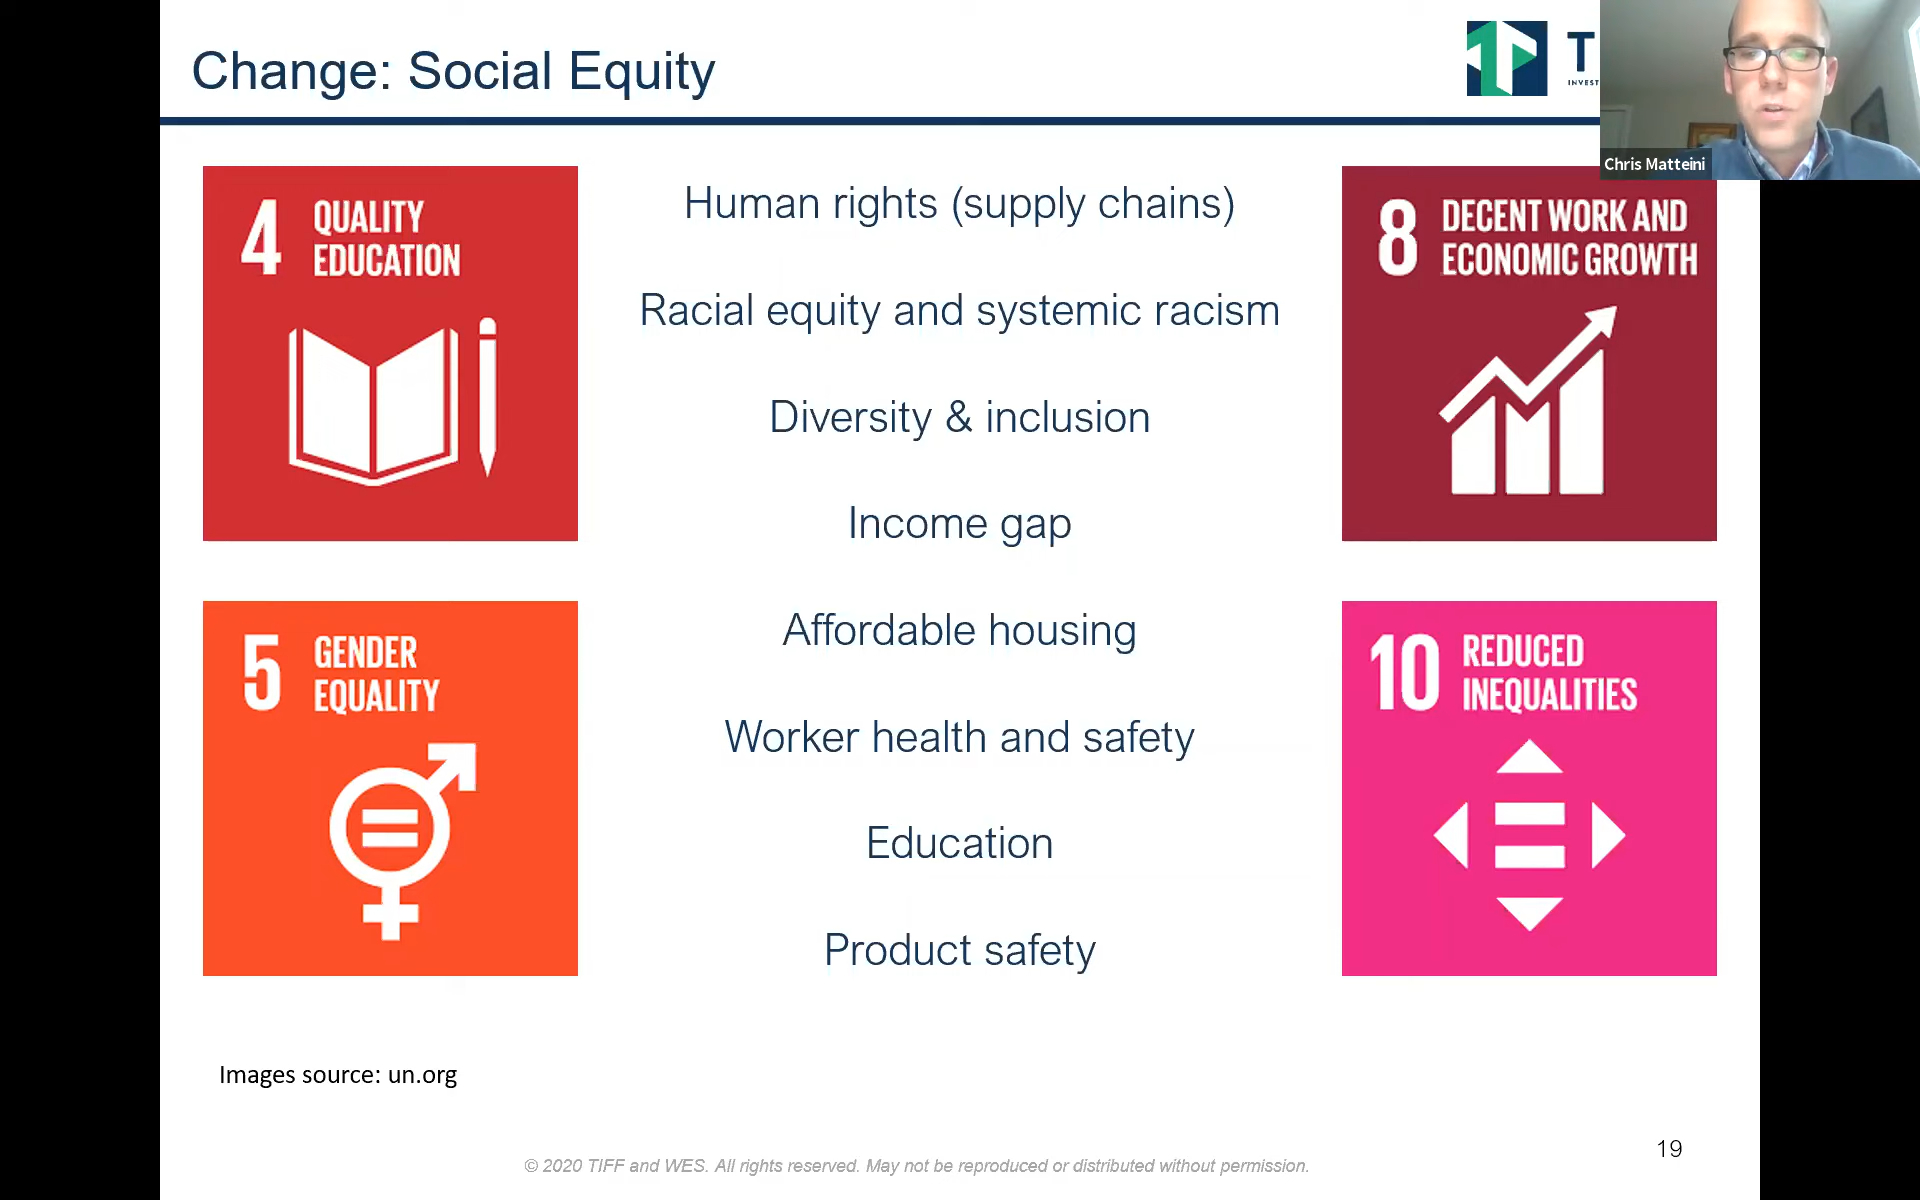 Change: Social Equity
Chris Matteini
4 QUALITY
EDUCATION
Human rights (supply chains)
Racial equity and systemic racism
Diversity & inclusion
Income gap
Affordable housing
Worker health and safety
Education
Product safety
8 DECENT WORK AND
ECONOMIC GROWTH
5 GENDER
EQUALITY
10 REDUCED
INEQUALITIES
Images source: un.org
19
© 2020 TIFF and WES. All rights reserved. May not be reproduced or distributed without permission.